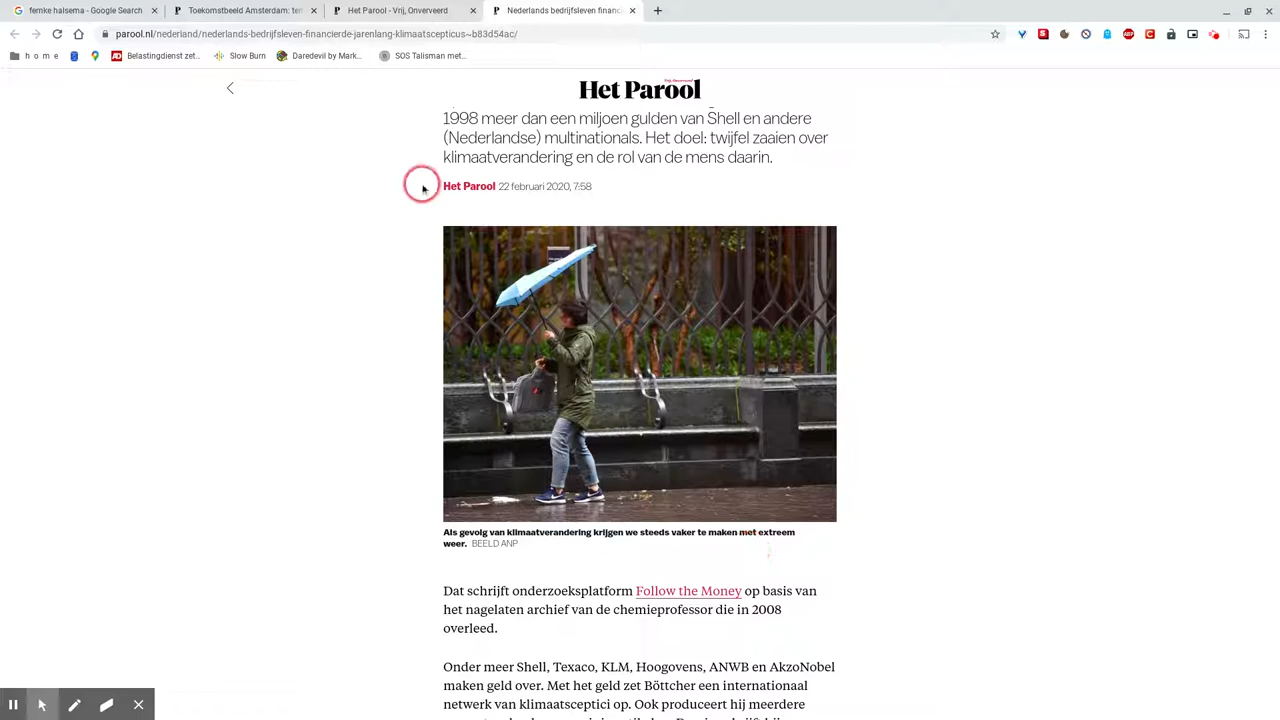 femke halsema - Google Search
Toekomstbeeld Amsterdam: ten
Het Parool - Vrij, Onverveerd
Nederlands bedrijfsleven financi
parool.nl/nederland/nederlands-bedrijfsleven-financierde-jarenlang-klimaatscepticus~b83d54ac/
h o m e
Belastingdienst zet...
Slow Burn
Daredevil by Mark...
SOS Talisman met...
Het Parool
1998 meer dan een miljoen gulden van Shell en andere
(Nederlandse) multinationals. Het doel: twijfel zaaien over
klimaatverandering en de rol van de mens daarin.
Het Parool 22 februari 2020, 7:58
Als gevolg van klimaatverandering krijgen we steeds vaker te maken met extreem
weer. BEELD ANP
Dat schrijft onderzoeksplatform Follow the Money op basis van
het nagelaten archief van de chemieprofessor die in 2008
overleed.
Onder meer Shell, Texaco, KLM, Hoogovens, ANWB en AkzoNobel
maken geld over. Met het geld zet Böttcher een internationaal
netwerk van klimaatsceptici op. Ook produceert hij meerdere